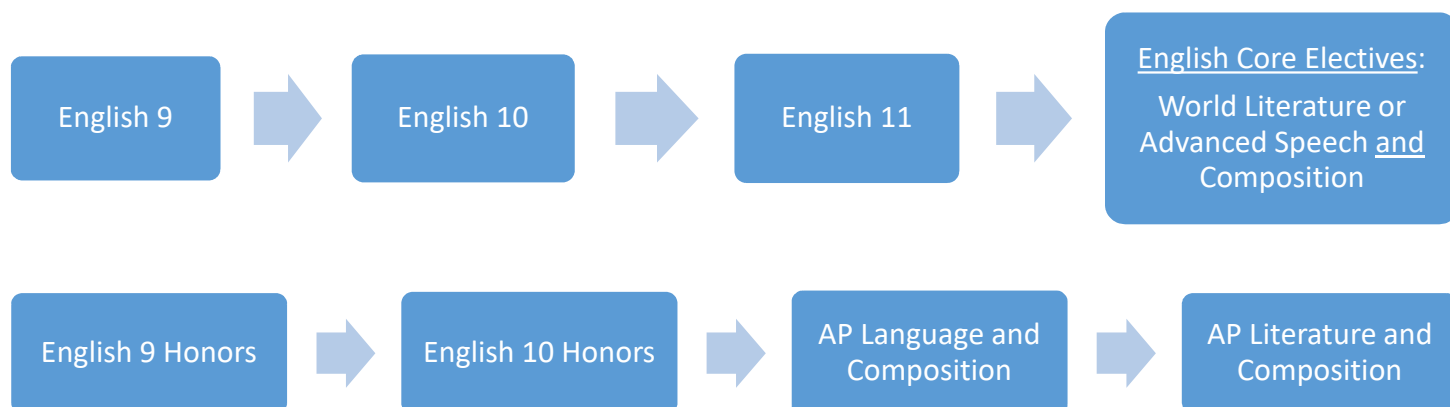 English 9
English 10
English 11
English Core Electives:
World Literature or
Advanced Speech and
Composition
English 9 Honors
English 10 Honors
AP Language and
Composition
AP Literature and
Composition